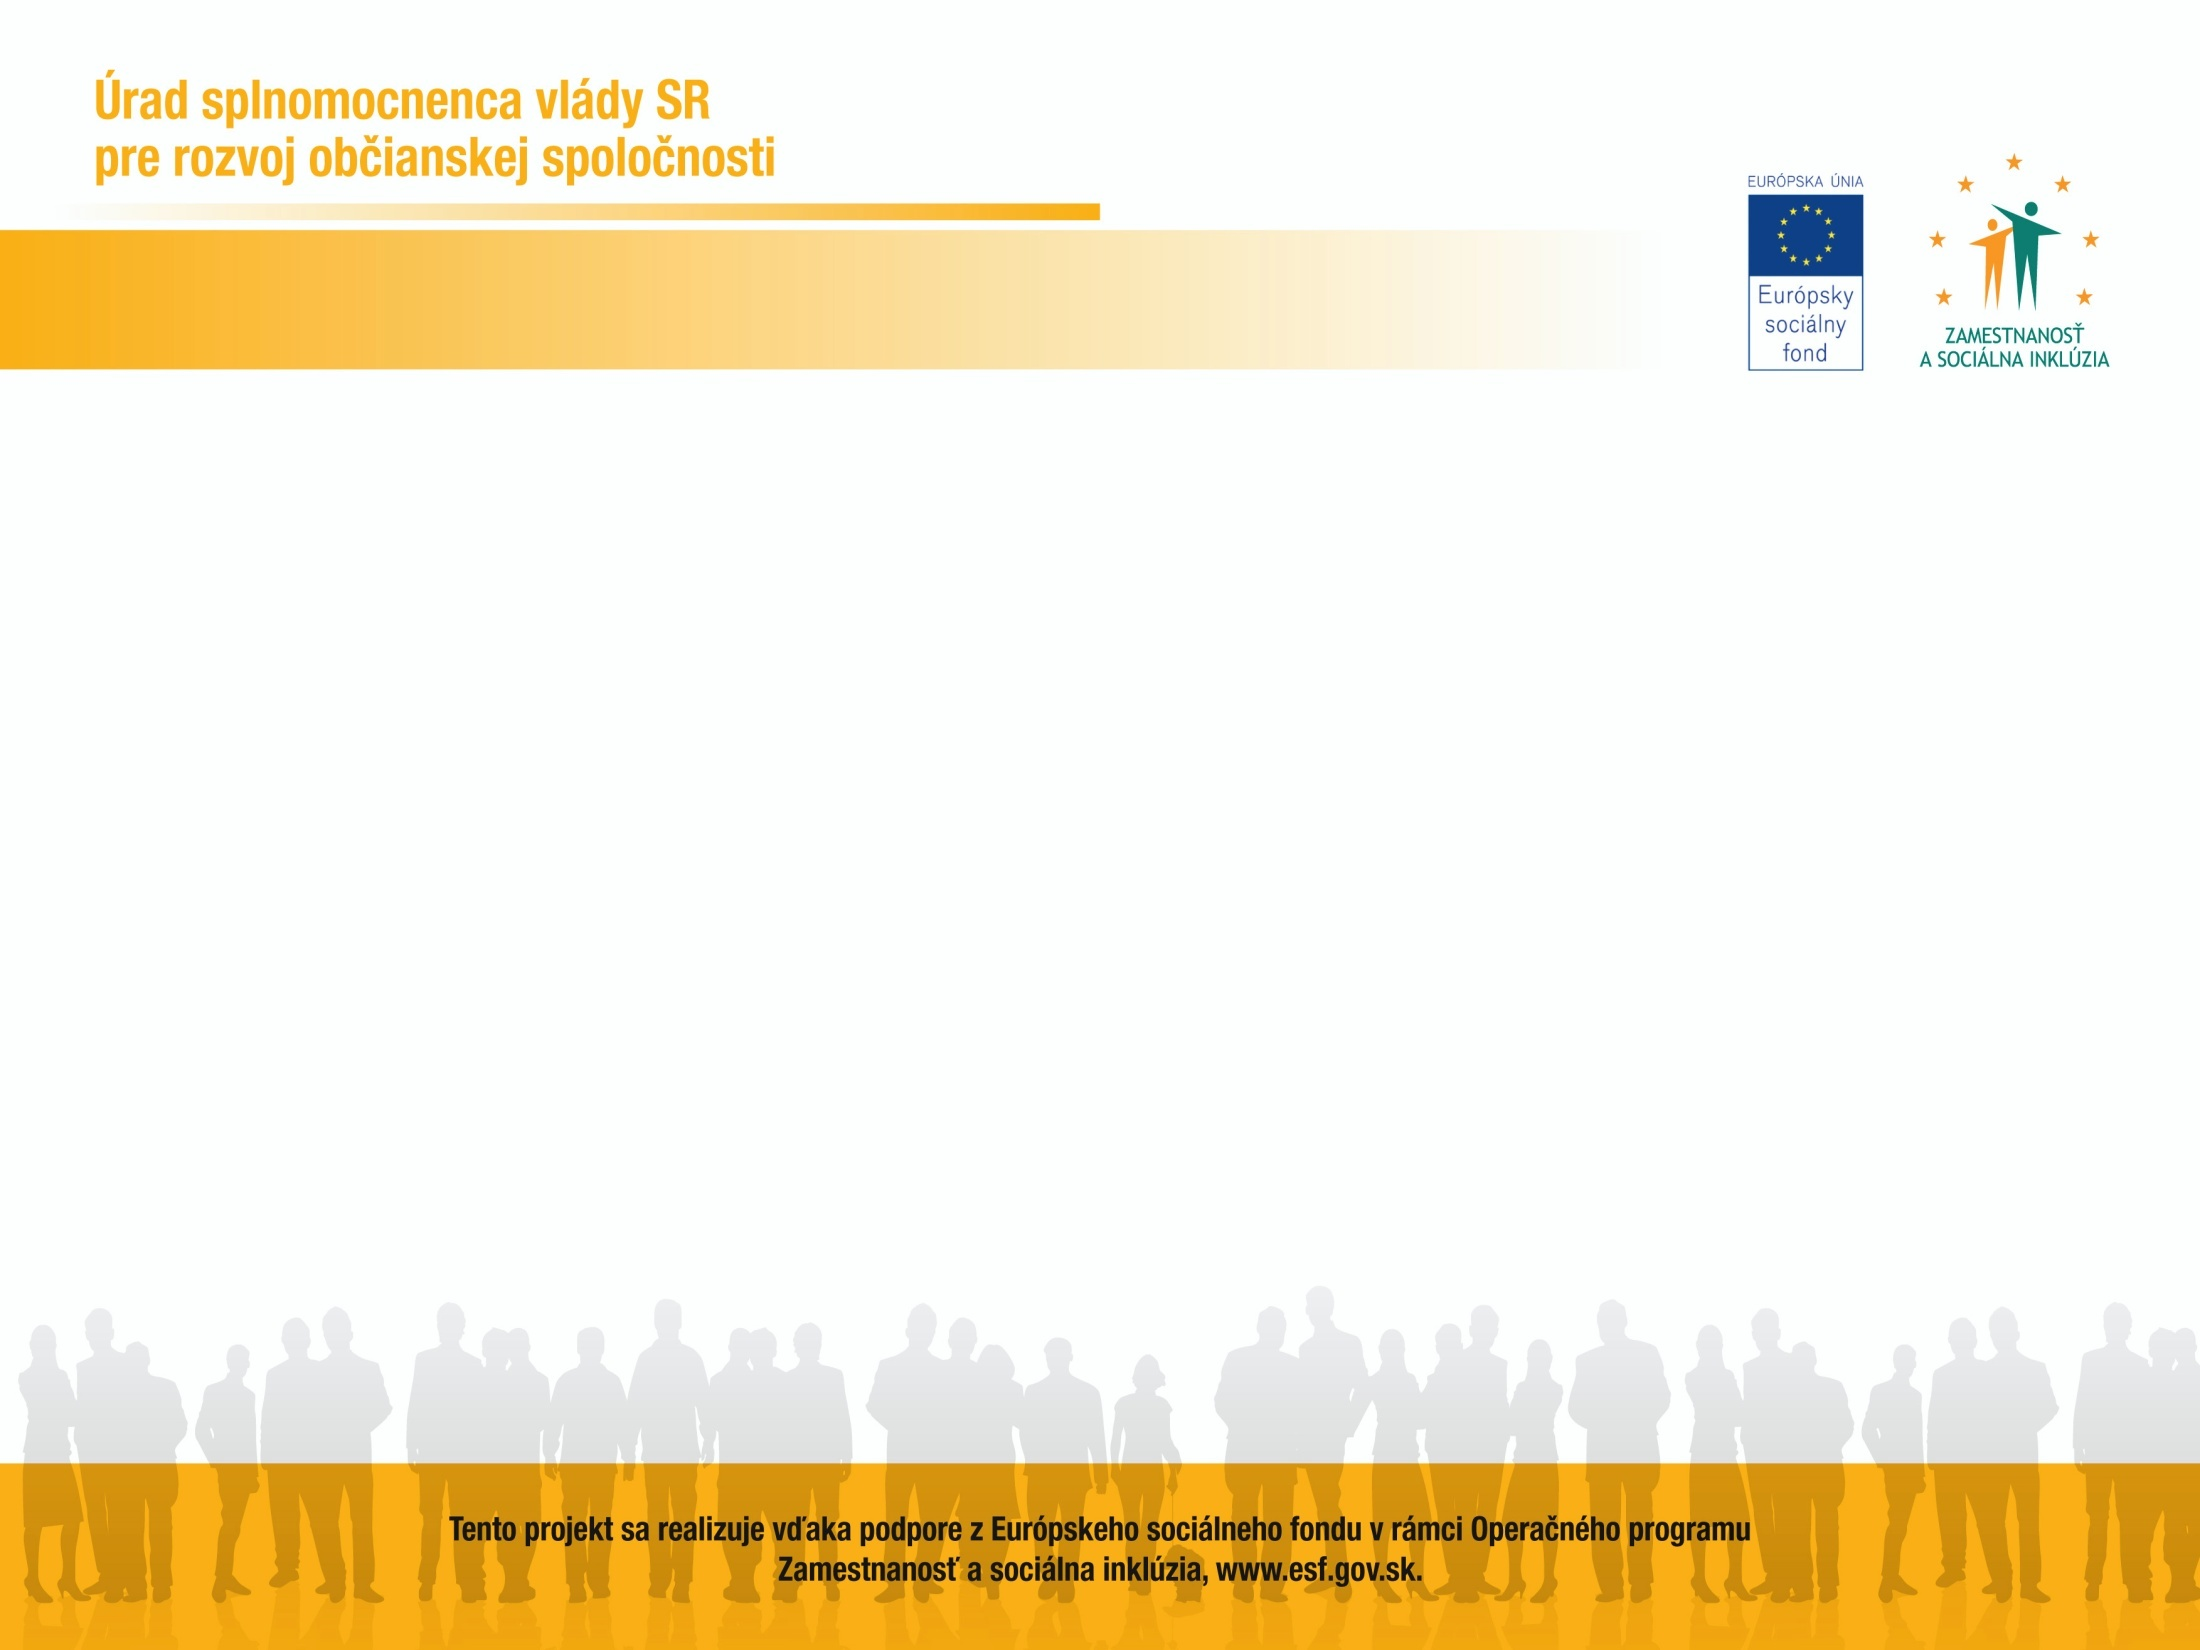 Úrad splnomocnenca vlády SR
pre rozvoj občianskej spoločnosti
EURÓPSKA ÚNIA
Európsky
sociálny
fond
ZAMESTNANOSŤ
A SOCIÁLNA INKLÚZIA
Tento projekt sa realizuje vďaka podpore z Európskeho sociálneho fondu v rámci Operačného programu
Zamestnanosť a sociálna inklúzia, www.esf.gov.sk.